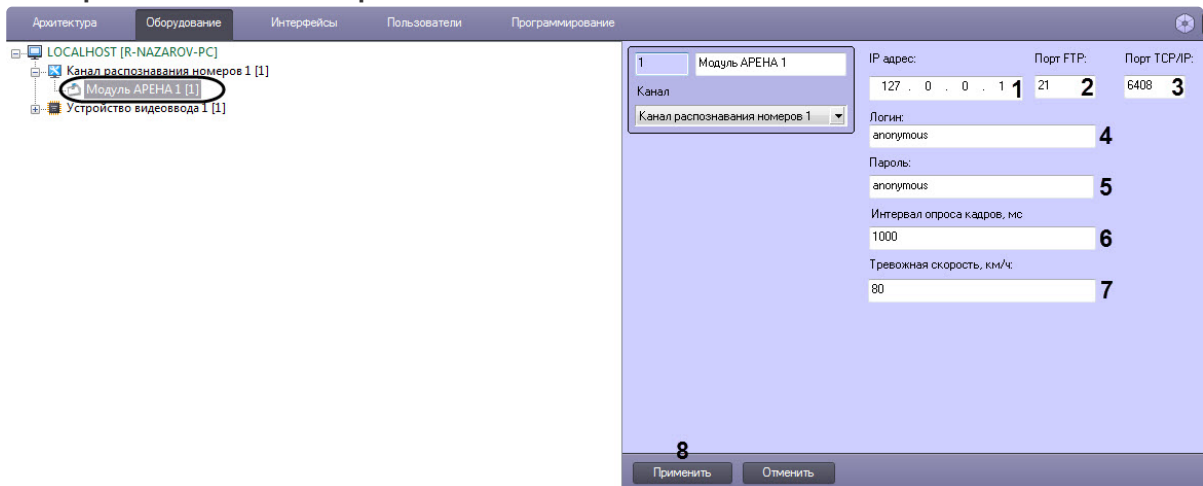 Архитектура Оборудование Интерфейсы Пользователи Программирование
LOCALHOST [R-NAZAROV-PC]
Канал распознавания номеров 1 [1]
Модуль АРЕНА 1 [1]
Устройство видеоввода 1 [1]
1 Модуль АРЕНА 1
Канал
Канал распознавания номеров 1
IP адрес: Порт FTP: Порт TCP/IP:
127 . 0 . 0 . 1 1 21 2 6408 3
Логин:
anonymous 4
Пароль:
anonymous 5
Интервал опроса кадров, мс
1000 6
Тревожная скорость, км/ч:
80 7
8
Применить Отменить